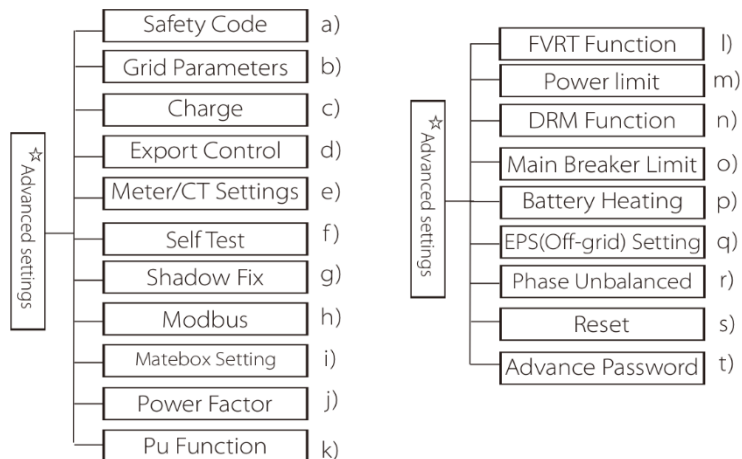 ☆ Advanced settings
Safety Code a)
Grid Parameters b)
Charge c)
Export Control d)
Meter/CT Settings e)
Self Test f)
Shadow Fix g)
Modbus h)
Matebox Setting i)
Power Factor j)
Pu Function k)
☆ Advanced settings
FVRT Function l)
Power limit m)
DRM Function n)
Main Breaker Limit o)
Battery Heating p)
EPS(Off-grid) Setting q)
Phase Unbalanced r)
Reset s)
Advance Password t)